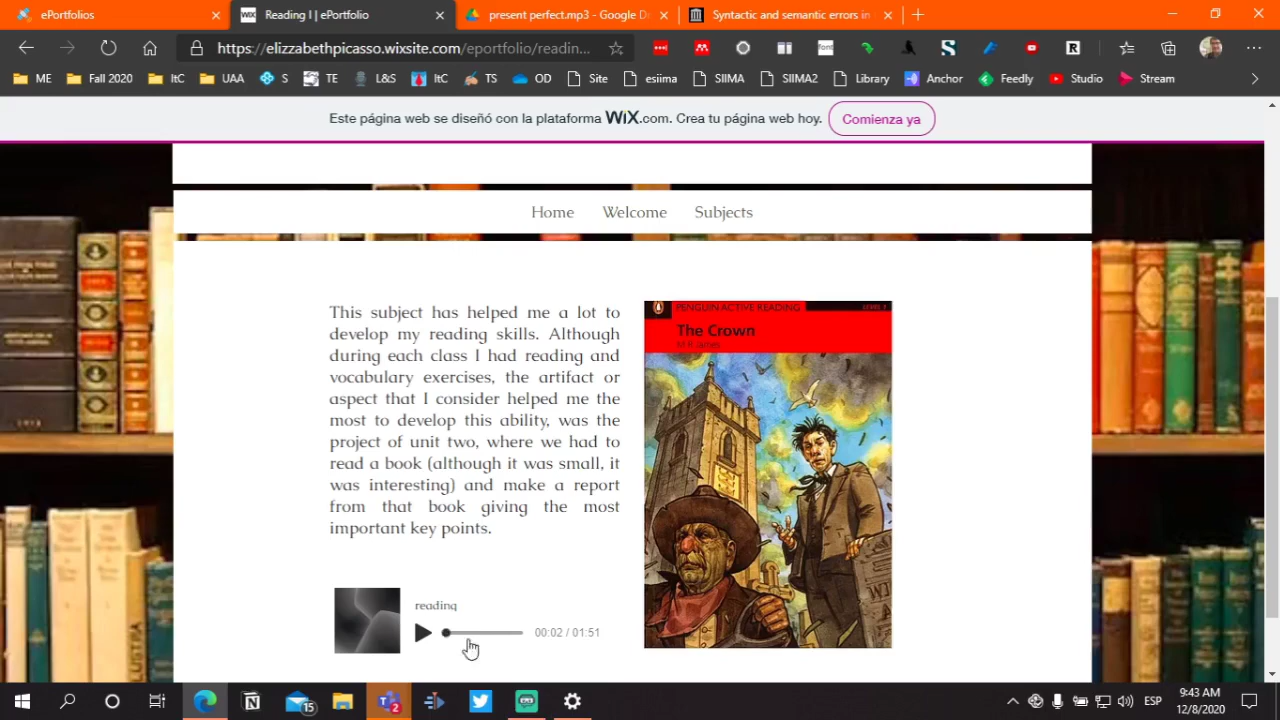 ePortfolios
Reading I | ePortfolio
present perfect.mp3 - Google Dr
Syntactic and semantic errors in
https://elizzabethpicasso.wixsite.com/eportfolio/readin...
ME
Fall 2020
ItC
UAA
S
TE
L&S
ItC
TS
OD
Site
esiima
SIIMA
SIIMA2
Library
Anchor
Feedly
Studio
Stream
Este página web se diseñó con la plataforma WiX.com. Crea tu página web hoy.
Comienza ya
Home Welcome Subjects
This subject has helped me a lot to
develop my reading skills. Although
during each class I had reading and
vocabulary exercises, the artifact or
aspect that I consider helped me the
most to develop this ability, was the
project of unit two, where we had to
read a book (although it was small, it
was interesting) and make a report
from that book giving the most
important key points.
PENGUIN ACTIVE READING
The Crown
M.R. James
reading
00:02 / 01:51
15
2
ESP
9:43 AM
12/8/2020